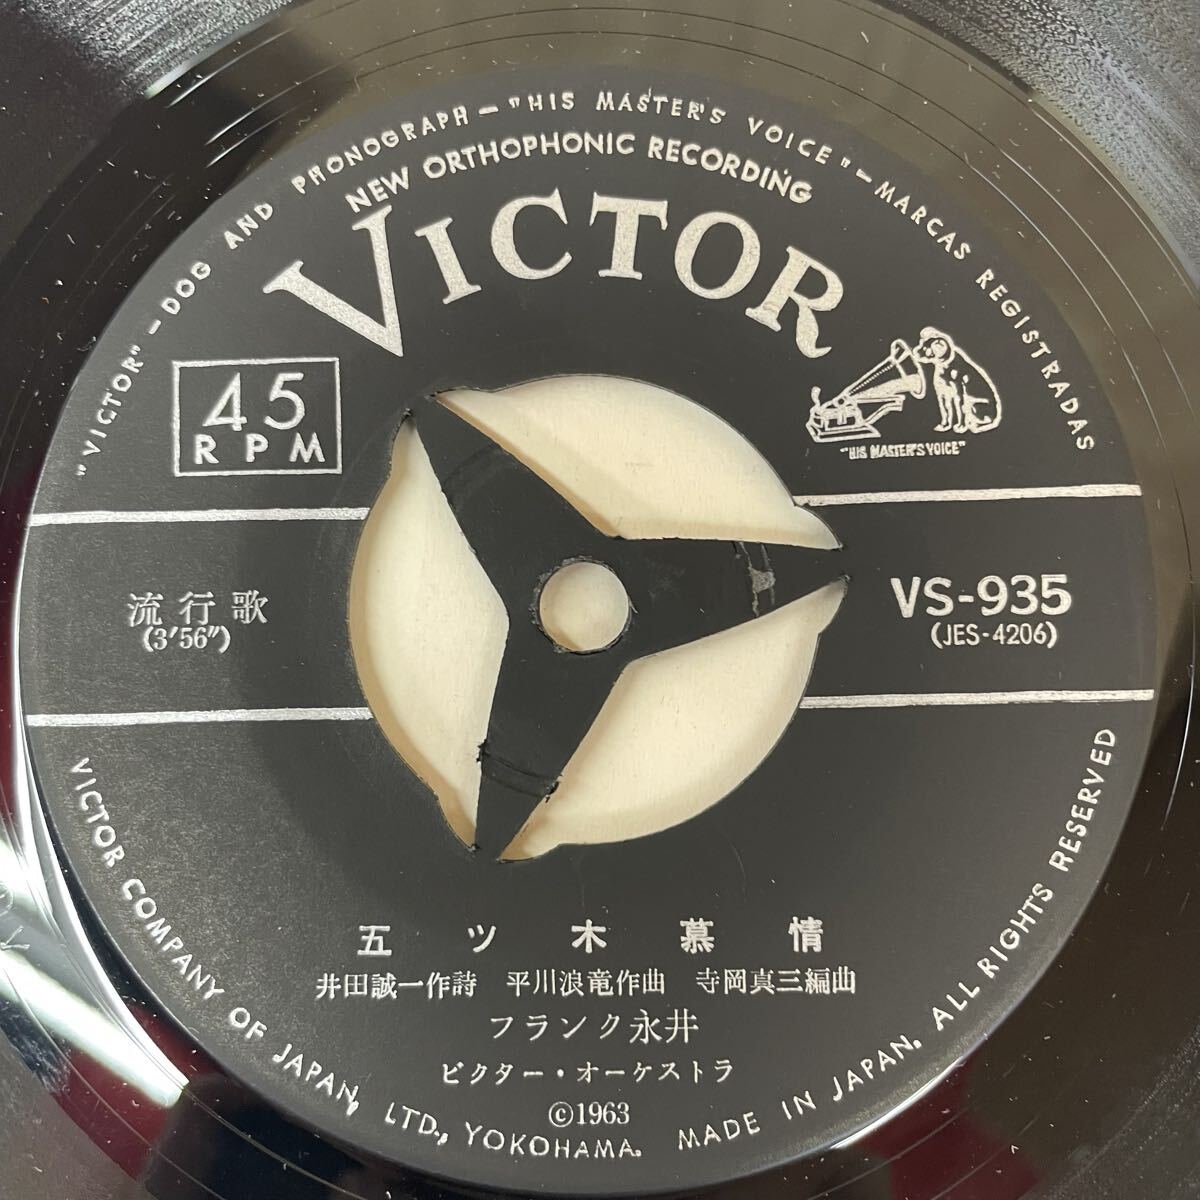 "VICTOR" - DOG AND PHONOGRAPH - "HIS MASTER'S VOICE" - MARCAS REGISTRADAS
NEW ORTHOPHONIC RECORDING
VICTOR
45
RPM
"HIS MASTER'S VOICE"
流行歌
(3′56″)
VS-935
(JES-4206)
五ツ木慕情
井田誠一作詩 平川浪竜作曲 寺岡真三編曲
フランク永井
ビクター・オーケストラ
©1963
VICTOR COMPANY OF JAPAN, LTD., YOKOHAMA. MADE IN JAPAN, ALL RIGHTS RESERVED